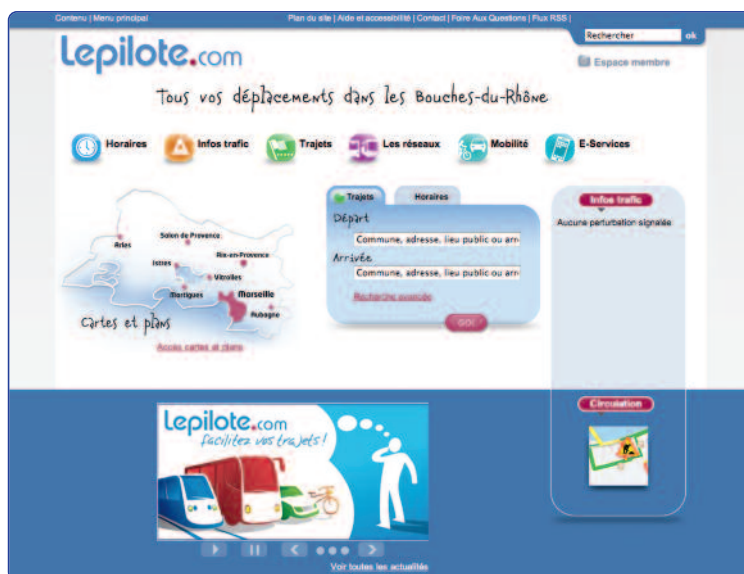 Contenu | Menu principal
Plan du site | Aide et accessibilité | Contact | Foire Aux Questions | Flux RSS |
Rechercher
ok
Lepilote.com
Espace membre
Tous vos déplacements dans les Bouches-du-Rhône
Horaires
Infos trafic
Trajets
Les réseaux
Mobilité
E-Services
Arles
Salon de Provence
Aix-en-Provence
Istres
Vitrolles
Martigues
Marseille
Aubagne
Cartes et plans
Accès cartes et plans
Trajets
Horaires
Départ
Commune, adresse, lieu public ou arr
Arrivée
Commune, adresse, lieu public ou arr
Recherche avancée
GO!
Infos trafic
Aucune perturbation signalée
Circulation
Lepilote.com
facilitez vos trajets !
Voir toutes les actualités